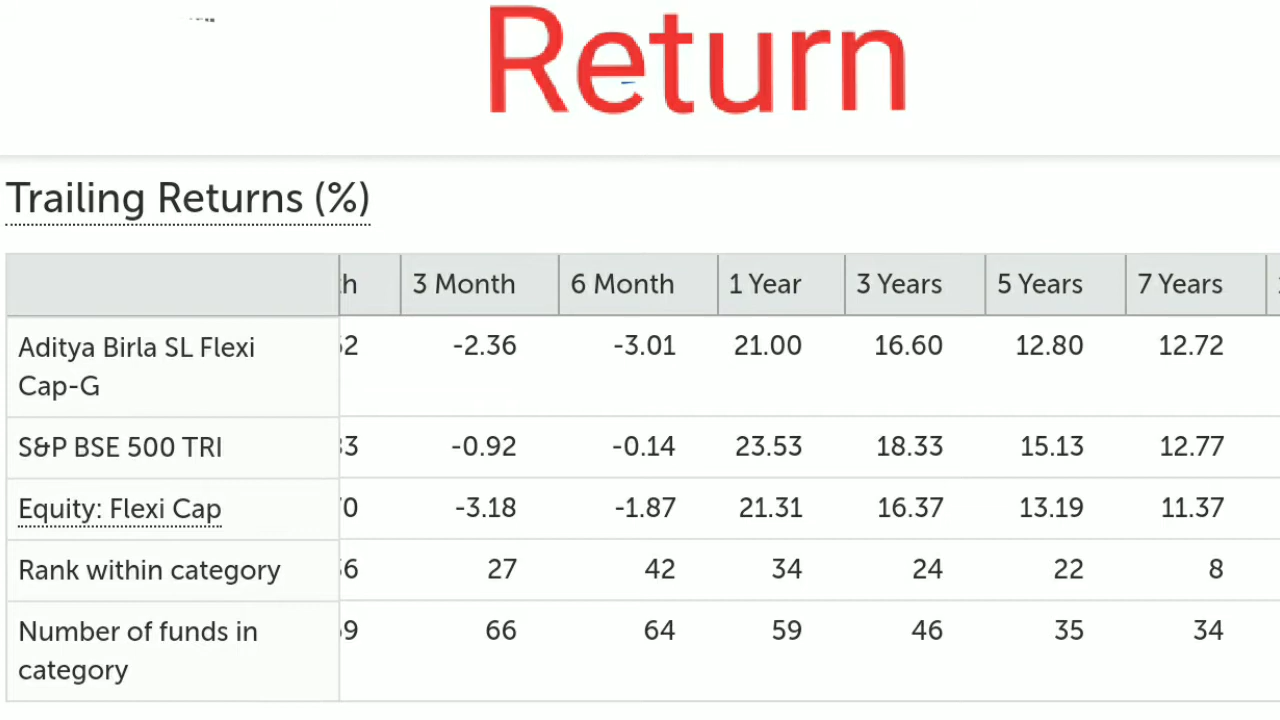 Return
Trailing Returns (%)
3 Month 6 Month 1 Year 3 Years 5 Years 7 Years
Aditya Birla SL Flexi
Cap-G
-2.36 -3.01 21.00 16.60 12.80 12.72
S&P BSE 500 TRI -0.92 -0.14 23.53 18.33 15.13 12.77
Equity: Flexi Cap -3.18 -1.87 21.31 16.37 13.19 11.37
Rank within category 27 42 34 24 22 8
Number of funds in
category
66 64 59 46 35 34